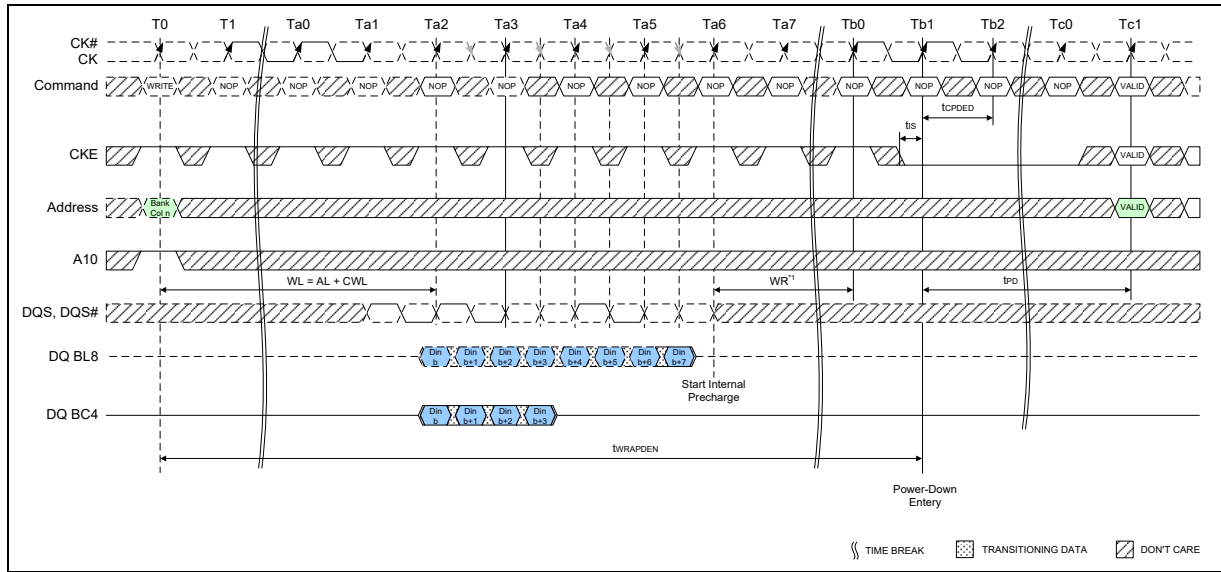 T0 T1 Ta0 Ta1 Ta2 Ta3 Ta4 Ta5 Ta6 Ta7 Tb0 Tb1 Tb2 Tc0 Tc1
CK#
CK
Command WRITE NOP NOP NOP NOP NOP NOP NOP NOP NOP NOP NOP NOP NOP VALID
tCPDED
tIS
CKE VALID
Address Bank Col n VALID
A10
WL = AL + CWL WR*1 tPD
DQS, DQS#
DQ BL8 Din b Din b+1 Din b+2 Din b+3 Din b+4 Din b+5 Din b+6 Din b+7
Start Internal
Precharge
DQ BC4 Din b Din b+1 Din b+2 Din b+3
tWRAPDEN
Power-Down
Entery
TIME BREAK TRANSITIONING DATA DON'T CARE